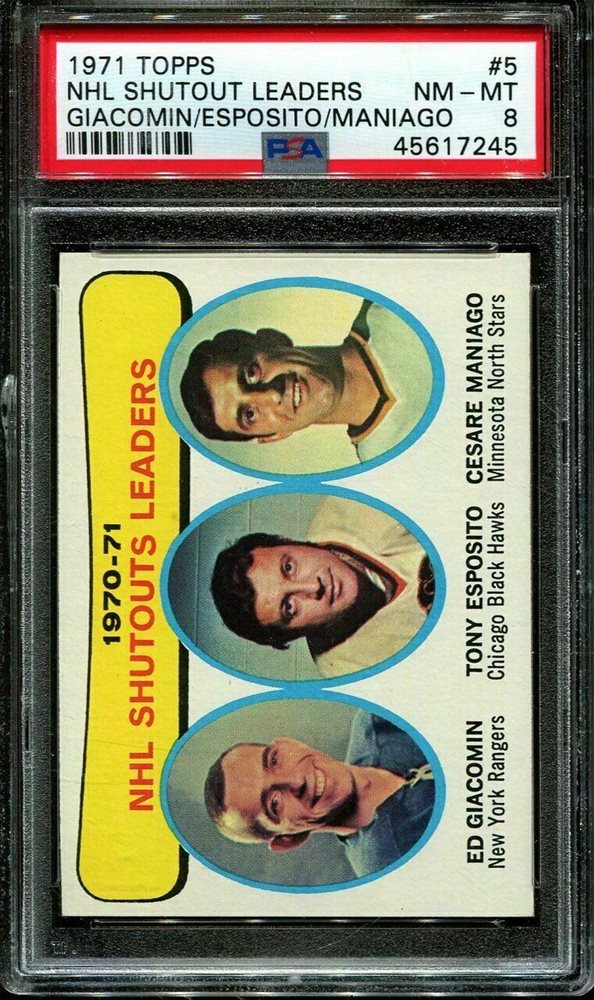 1971 TOPPS #5
NHL SHUTOUT LEADERS NM - MT
GIACOMIN/ESPOSITO/MANIAGO 8
PSA 45617245
1970-71
NHL SHUTOUTS LEADERS
ED GIACOMIN
New York Rangers
TONY ESPOSITO
Chicago Black Hawks
CESARE MANIAGO
Minnesota North Stars